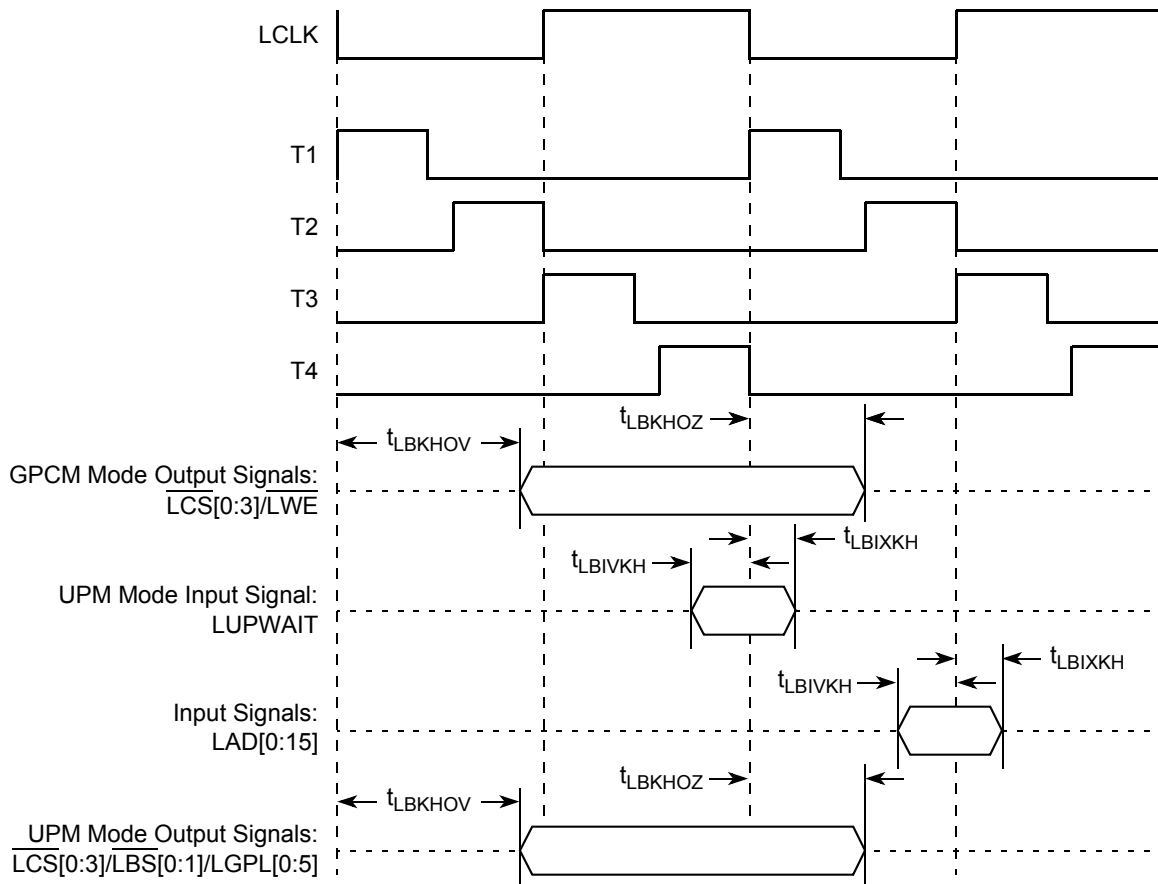 LCLK
T1
T2
T3
T4
tLBKHOZ
tLBKHOV
GPCM Mode Output Signals:
LCS[0:3]/LWE
tLBIXKH
tLBIVKH
UPM Mode Input Signal:
LUPWAIT
tLBIXKH
tLBIVKH
Input Signals:
LAD[0:15]
tLBKHOZ
tLBKHOV
UPM Mode Output Signals:
LCS[0:3]/LBS[0:1]/LGPL[0:5]